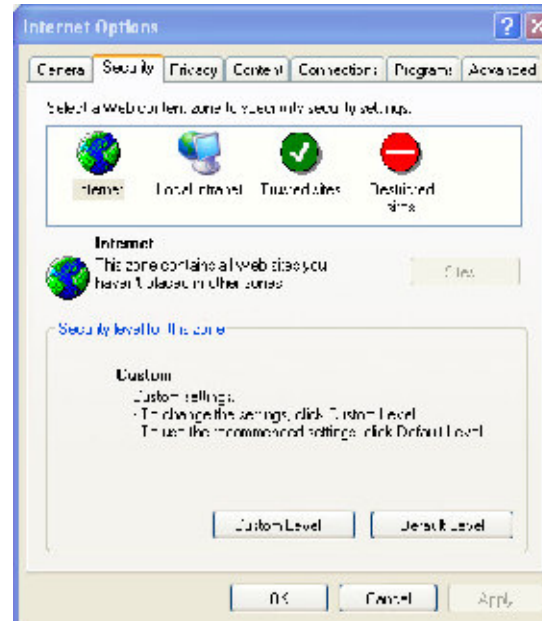 Internet Options
General Security Privacy Content Connections Programs Advanced
Select a Web content zone to specify its security settings.
Internet Local intranet Trusted sites Restricted
sites
Internet
This zone contains all Web sites you
haven't placed in other zones
Sites...
Security level for this zone
Custom
Custom settings.
- To change the settings, click Custom Level.
- To use the recommended settings, click Default Level.
Custom Level... Default Level
OK Cancel Apply